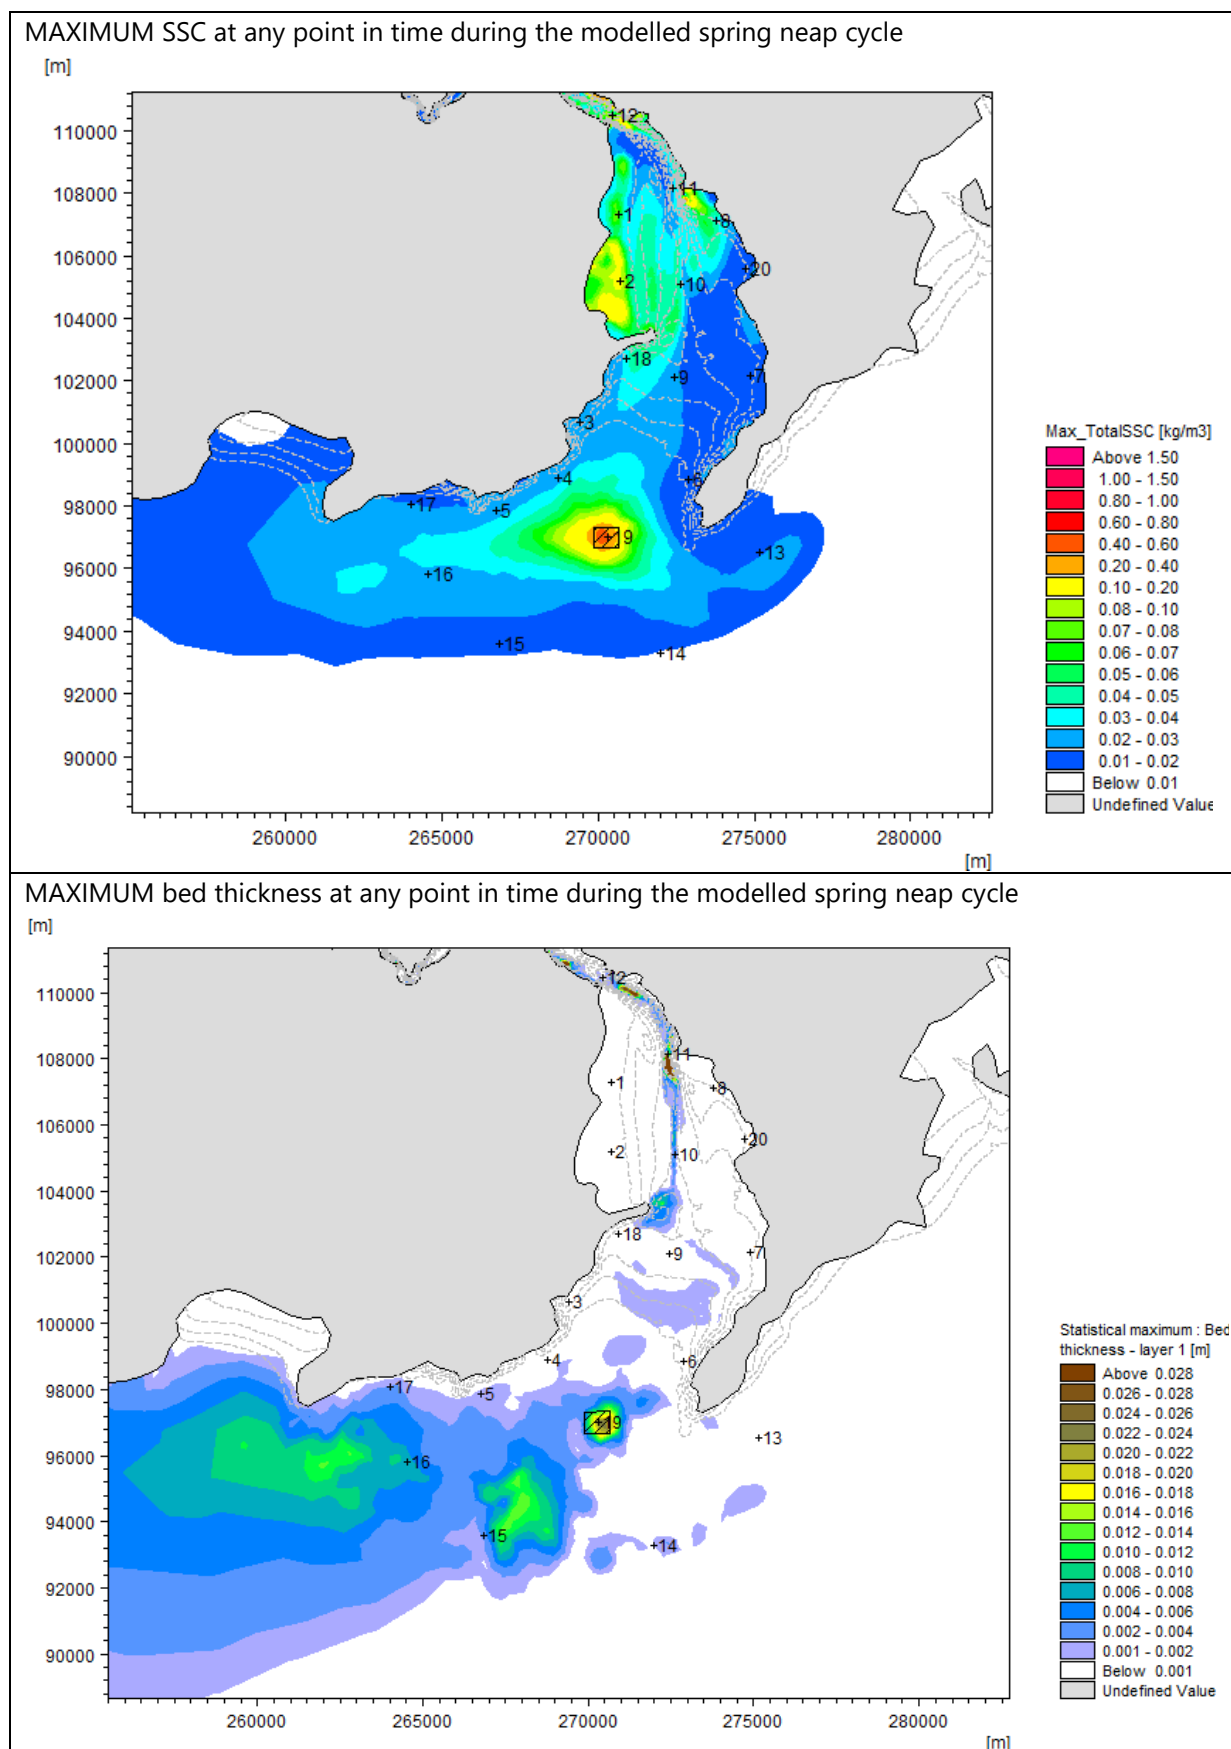 MAXIMUM SSC at any point in time during the modelled spring neap cycle
[m]
110000
108000
106000
104000
102000
100000
98000
96000
94000
92000
90000
260000 265000 270000 275000 280000
[m]
+12
+11
+1
+8
+20
+2
+10
+18
+9
+7
+3
+4
+6
+17
+5
+19
+13
+16
+15
+14
Max_TotalSSC [kg/m3]
Above 1.50
1.00 - 1.50
0.80 - 1.00
0.60 - 0.80
0.40 - 0.60
0.20 - 0.40
0.10 - 0.20
0.08 - 0.10
0.07 - 0.08
0.06 - 0.07
0.05 - 0.06
0.04 - 0.05
0.03 - 0.04
0.02 - 0.03
0.01 - 0.02
Below 0.01
Undefined Value
MAXIMUM bed thickness at any point in time during the modelled spring neap cycle
[m]
110000
108000
106000
104000
102000
100000
98000
96000
94000
92000
90000
260000 265000 270000 275000 280000
[m]
+12
+11
+1
+8
+20
+2
+10
+18
+9
+7
+3
+4
+6
+17
+5
+19
+13
+16
+15
+14
Statistical maximum : Bed
thickness - layer 1 [m]
Above 0.028
0.026 - 0.028
0.024 - 0.026
0.022 - 0.024
0.020 - 0.022
0.018 - 0.020
0.016 - 0.018
0.014 - 0.016
0.012 - 0.014
0.010 - 0.012
0.008 - 0.010
0.006 - 0.008
0.004 - 0.006
0.002 - 0.004
0.001 - 0.002
Below 0.001
Undefined Value